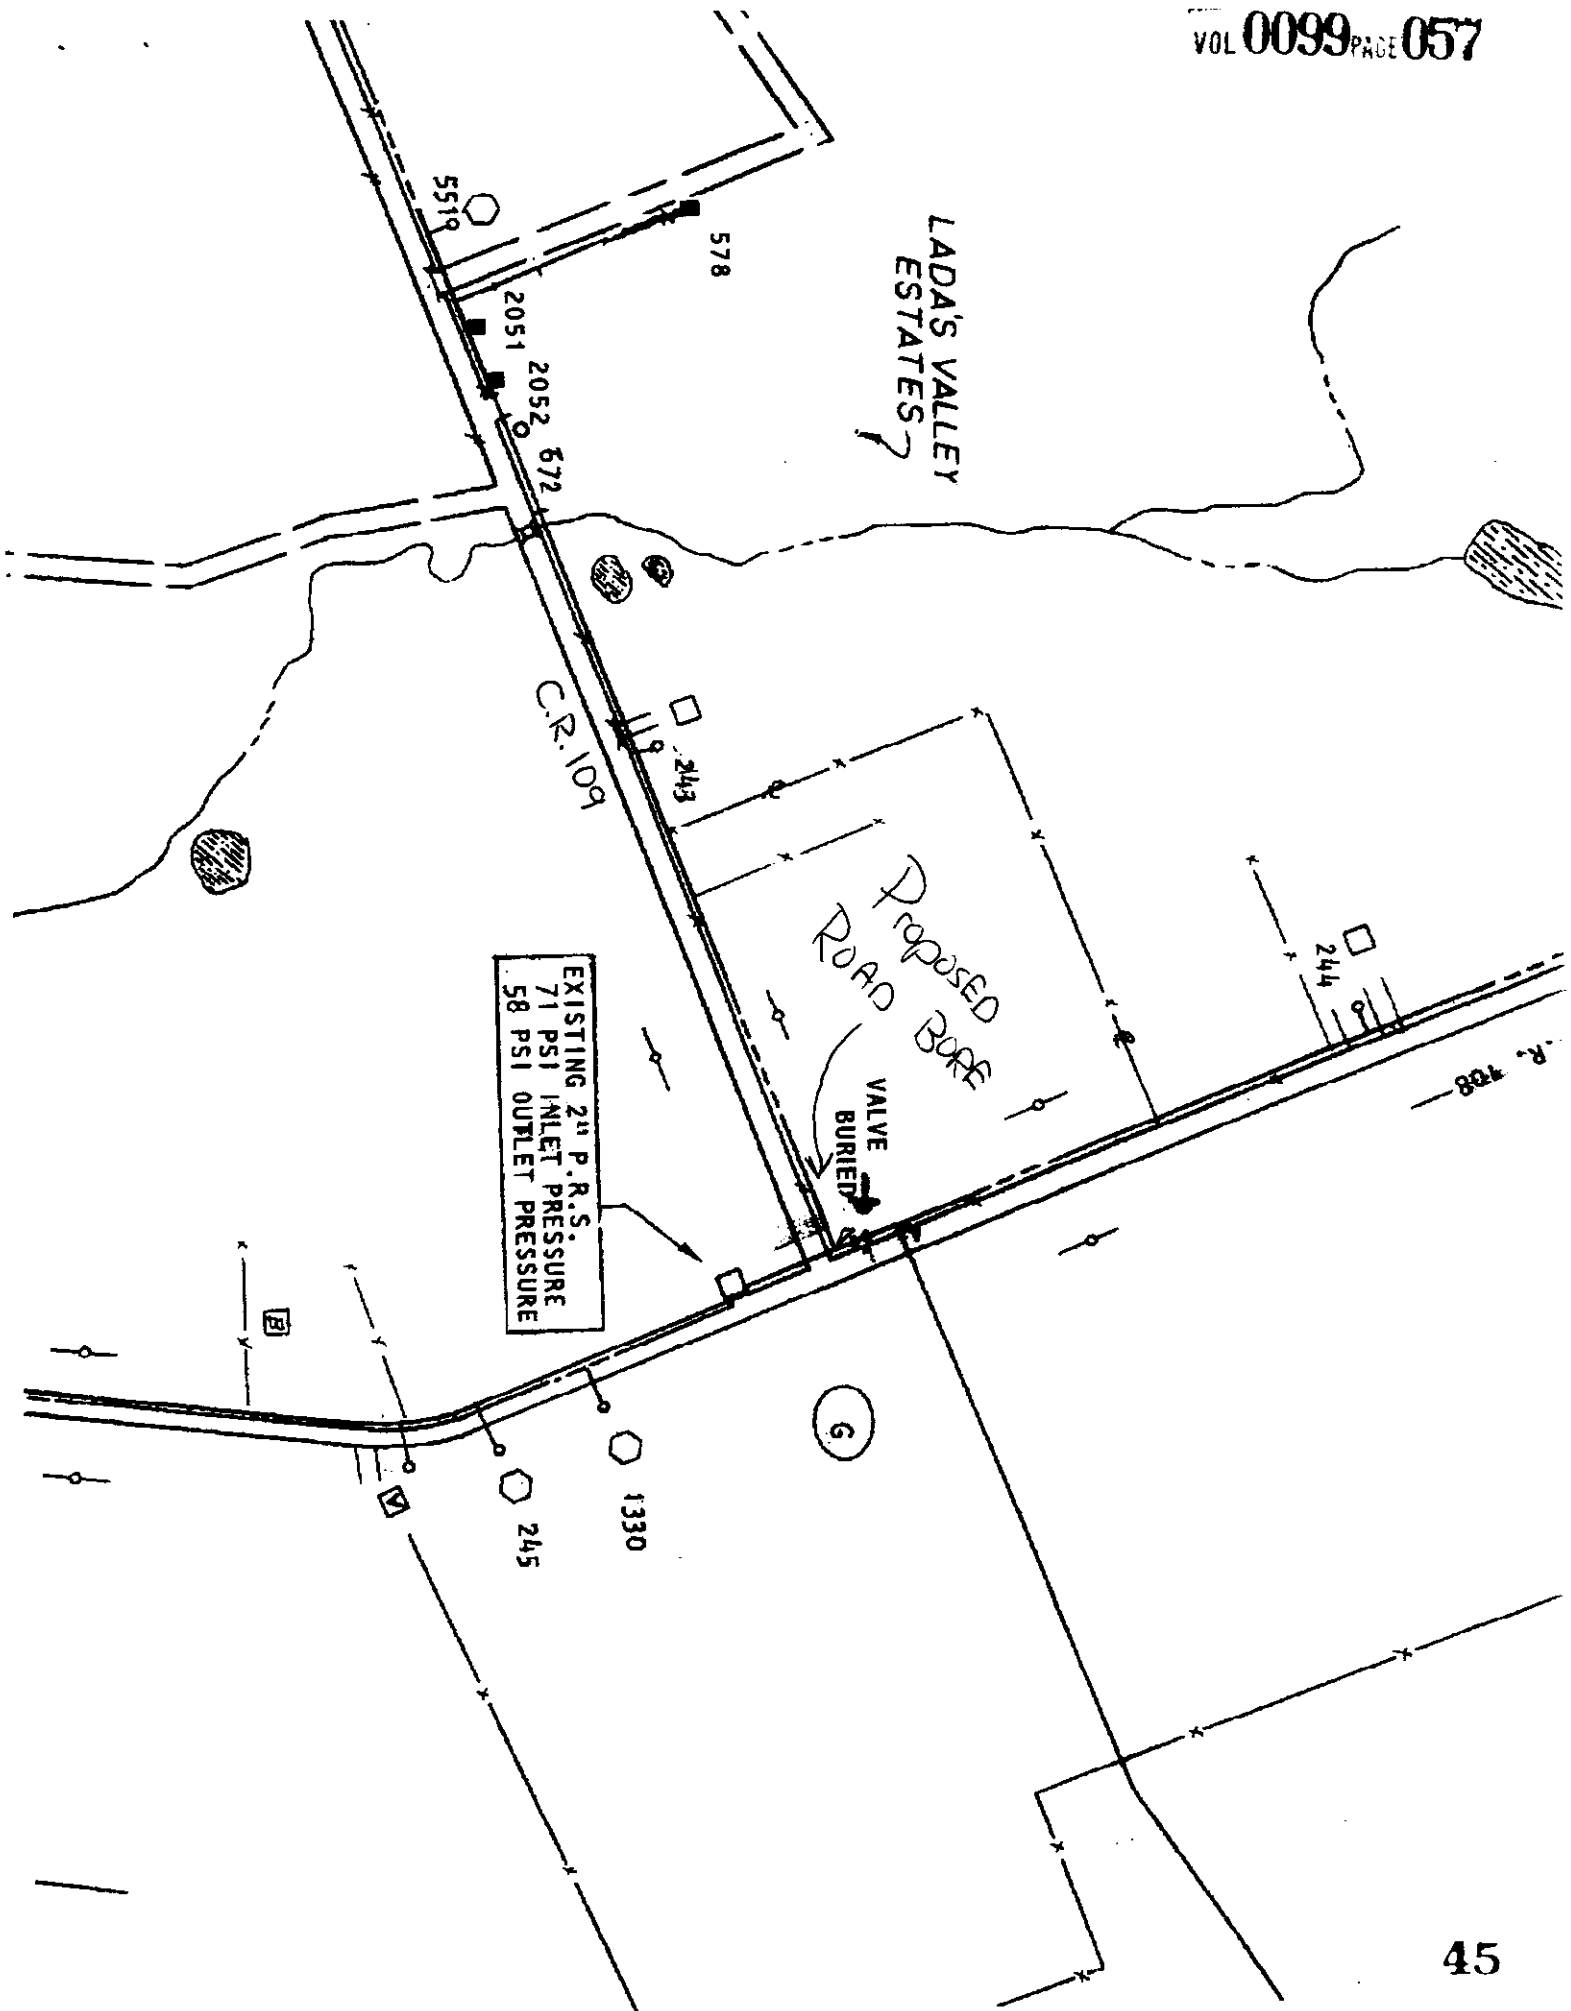 VOL 0099 PAGE 057
578
LADA'S VALLEY
ESTATES
5519
2051
2052
672
C.R. 109
243
PROPOSED
ROAD BORE
244
VALVE
BURIED
EXISTING 2" P.R.S.
71 PSI INLET PRESSURE
58 PSI OUTLET PRESSURE
B
G
1330
V
245
45